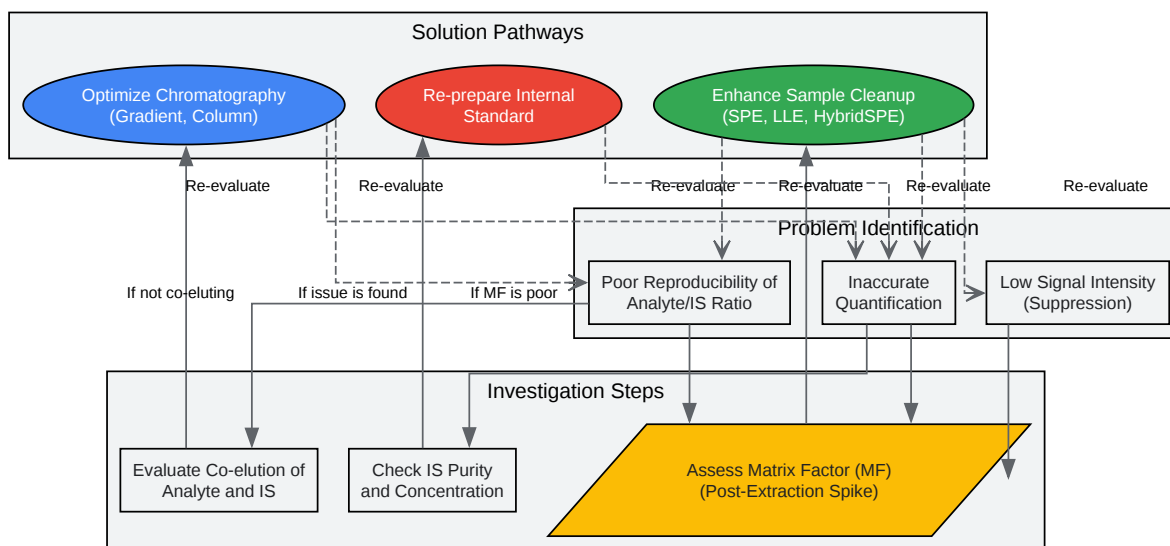 Solution Pathways
Optimize Chromatography
(Gradient, Column)
Re-prepare Internal
Standard
Enhance Sample Cleanup
(SPE, LLE, HybridSPE)
Re-evaluate
Re-evaluate
Re-evaluate
Re-evaluate
Re-evaluate
Re-evaluate
Problem Identification
Poor Reproducibility of
Analyte/IS Ratio
Inaccurate
Quantification
Low Signal Intensity
(Suppression)
If not co-eluting
If issue is found
If MF is poor
Investigation Steps
Evaluate Co-elution of
Analyte and IS
Check IS Purity
and Concentration
Assess Matrix Factor (MF)
(Post-Extraction Spike)